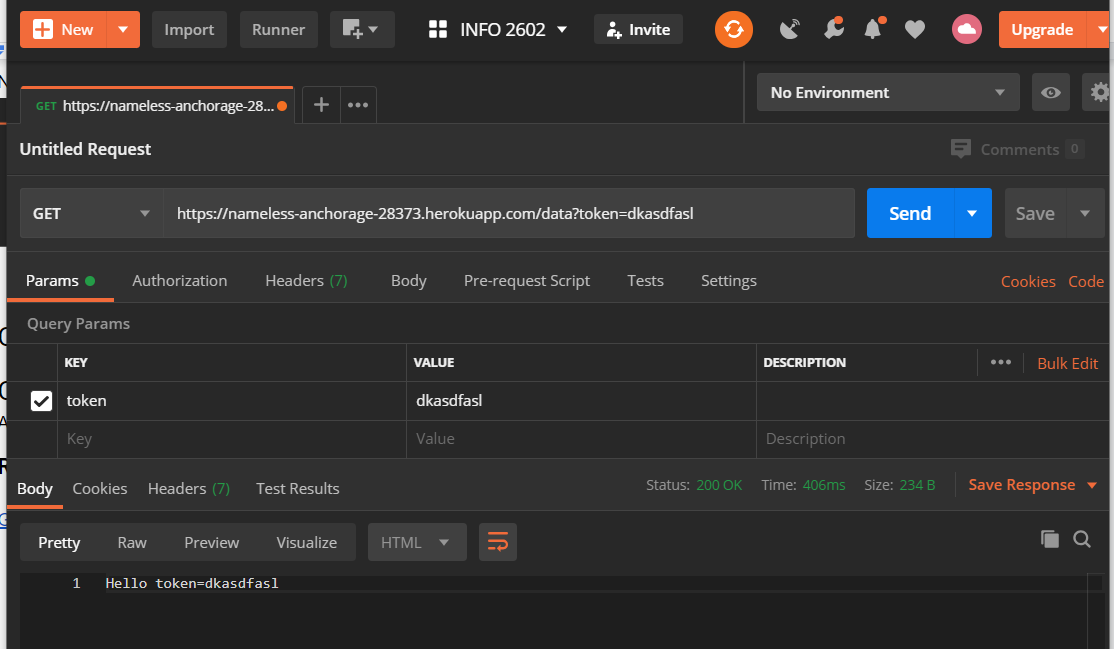 New Import Runner INFO 2602 Invite Upgrade
GET https://nameless-anchorage-28... No Environment
Untitled Request Comments 0
GET https://nameless-anchorage-28373.herokuapp.com/data?token=dkasdfasl Send Save
Params Authorization Headers (7) Body Pre-request Script Tests Settings Cookies Code
Query Params
KEY VALUE DESCRIPTION Bulk Edit
token dkasdfasl
Key Value Description
Body Cookies Headers (7) Test Results Status: 200 OK Time: 406ms Size: 234 B Save Response
Pretty Raw Preview Visualize HTML
1 Hello token=dkasdfasl